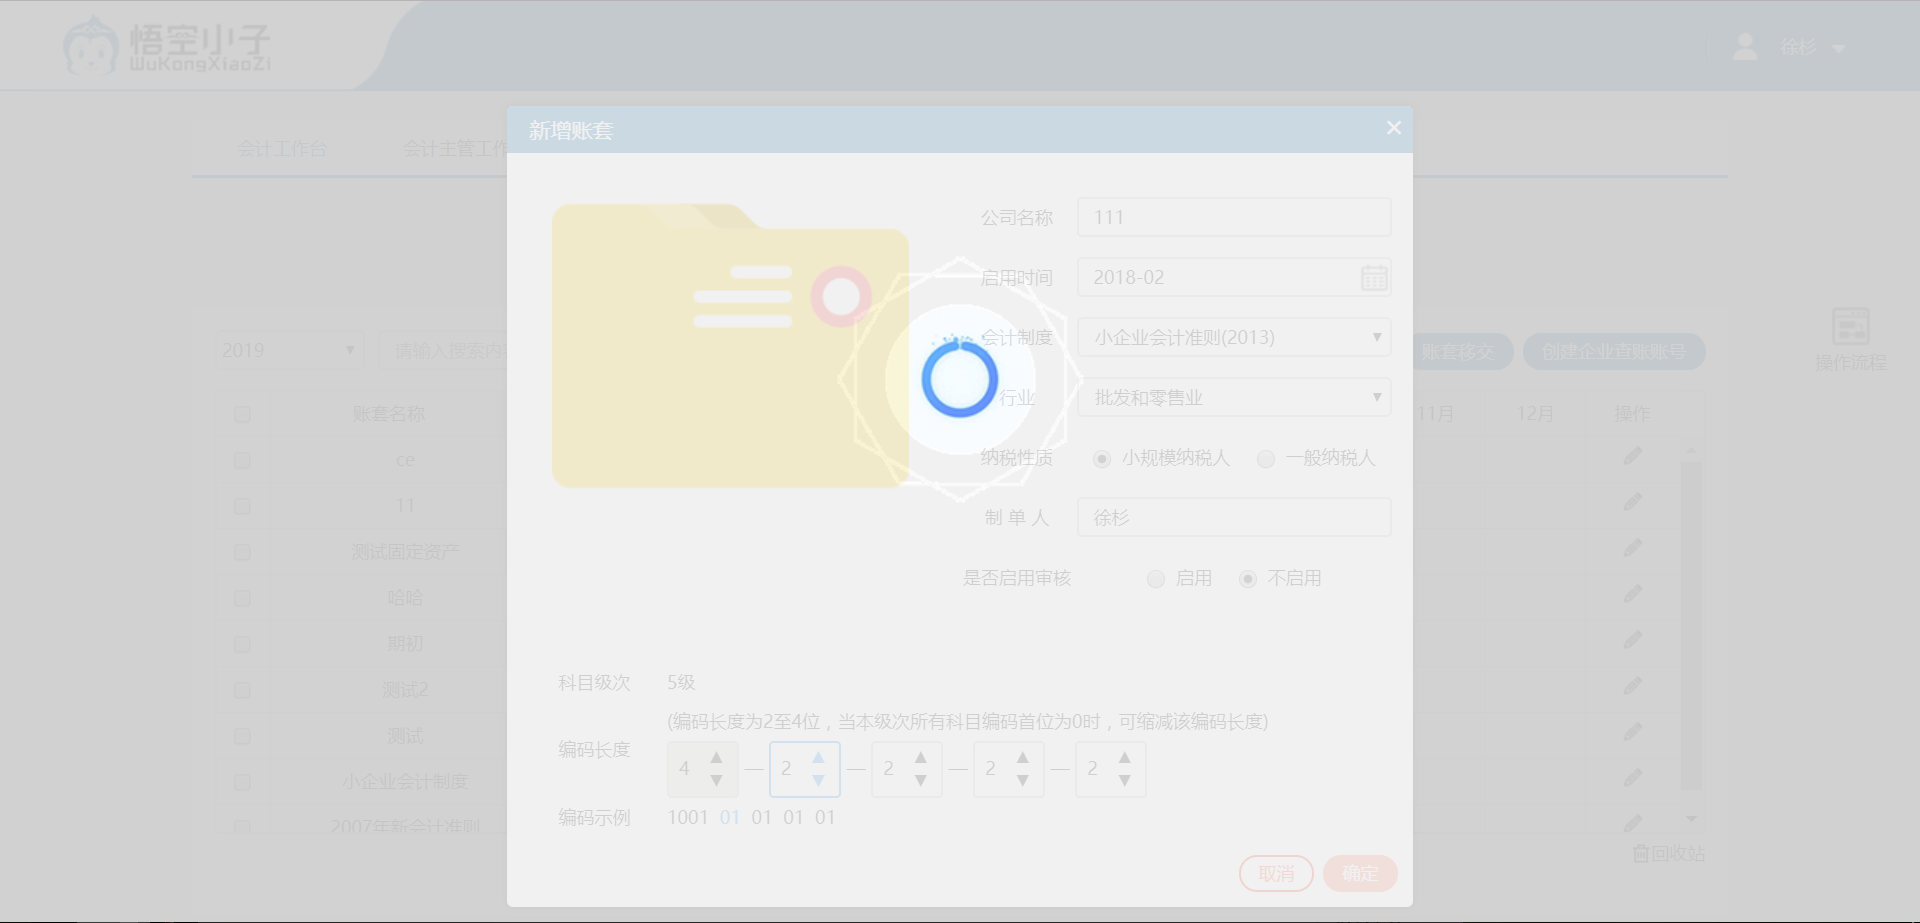 悟空小子
WuKongXiaoZi
徐杉
会计工作台
会计主管工作
新增账套
公司名称 111
启用时间 2018-02
会计制度 小企业会计准则(2013)
行业 批发和零售业
纳税性质 小规模纳税人 一般纳税人
制单人 徐杉
是否启用审核 启用 不启用
科目级次 5级
(编码长度为2至4位，当本级次所有科目编码首位为0时，可缩减该编码长度)
编码长度 4 — 2 — 2 — 2 — 2
编码示例 1001 01 01 01 01
取消 确定
2019 请输入搜索内
账套移交 创建企业查账账号
操作流程
账套名称 11月 12月 操作
ce
11
测试固定资产
哈哈
期初
测试2
测试
小企业会计制度
2007年新会计准则
回收站